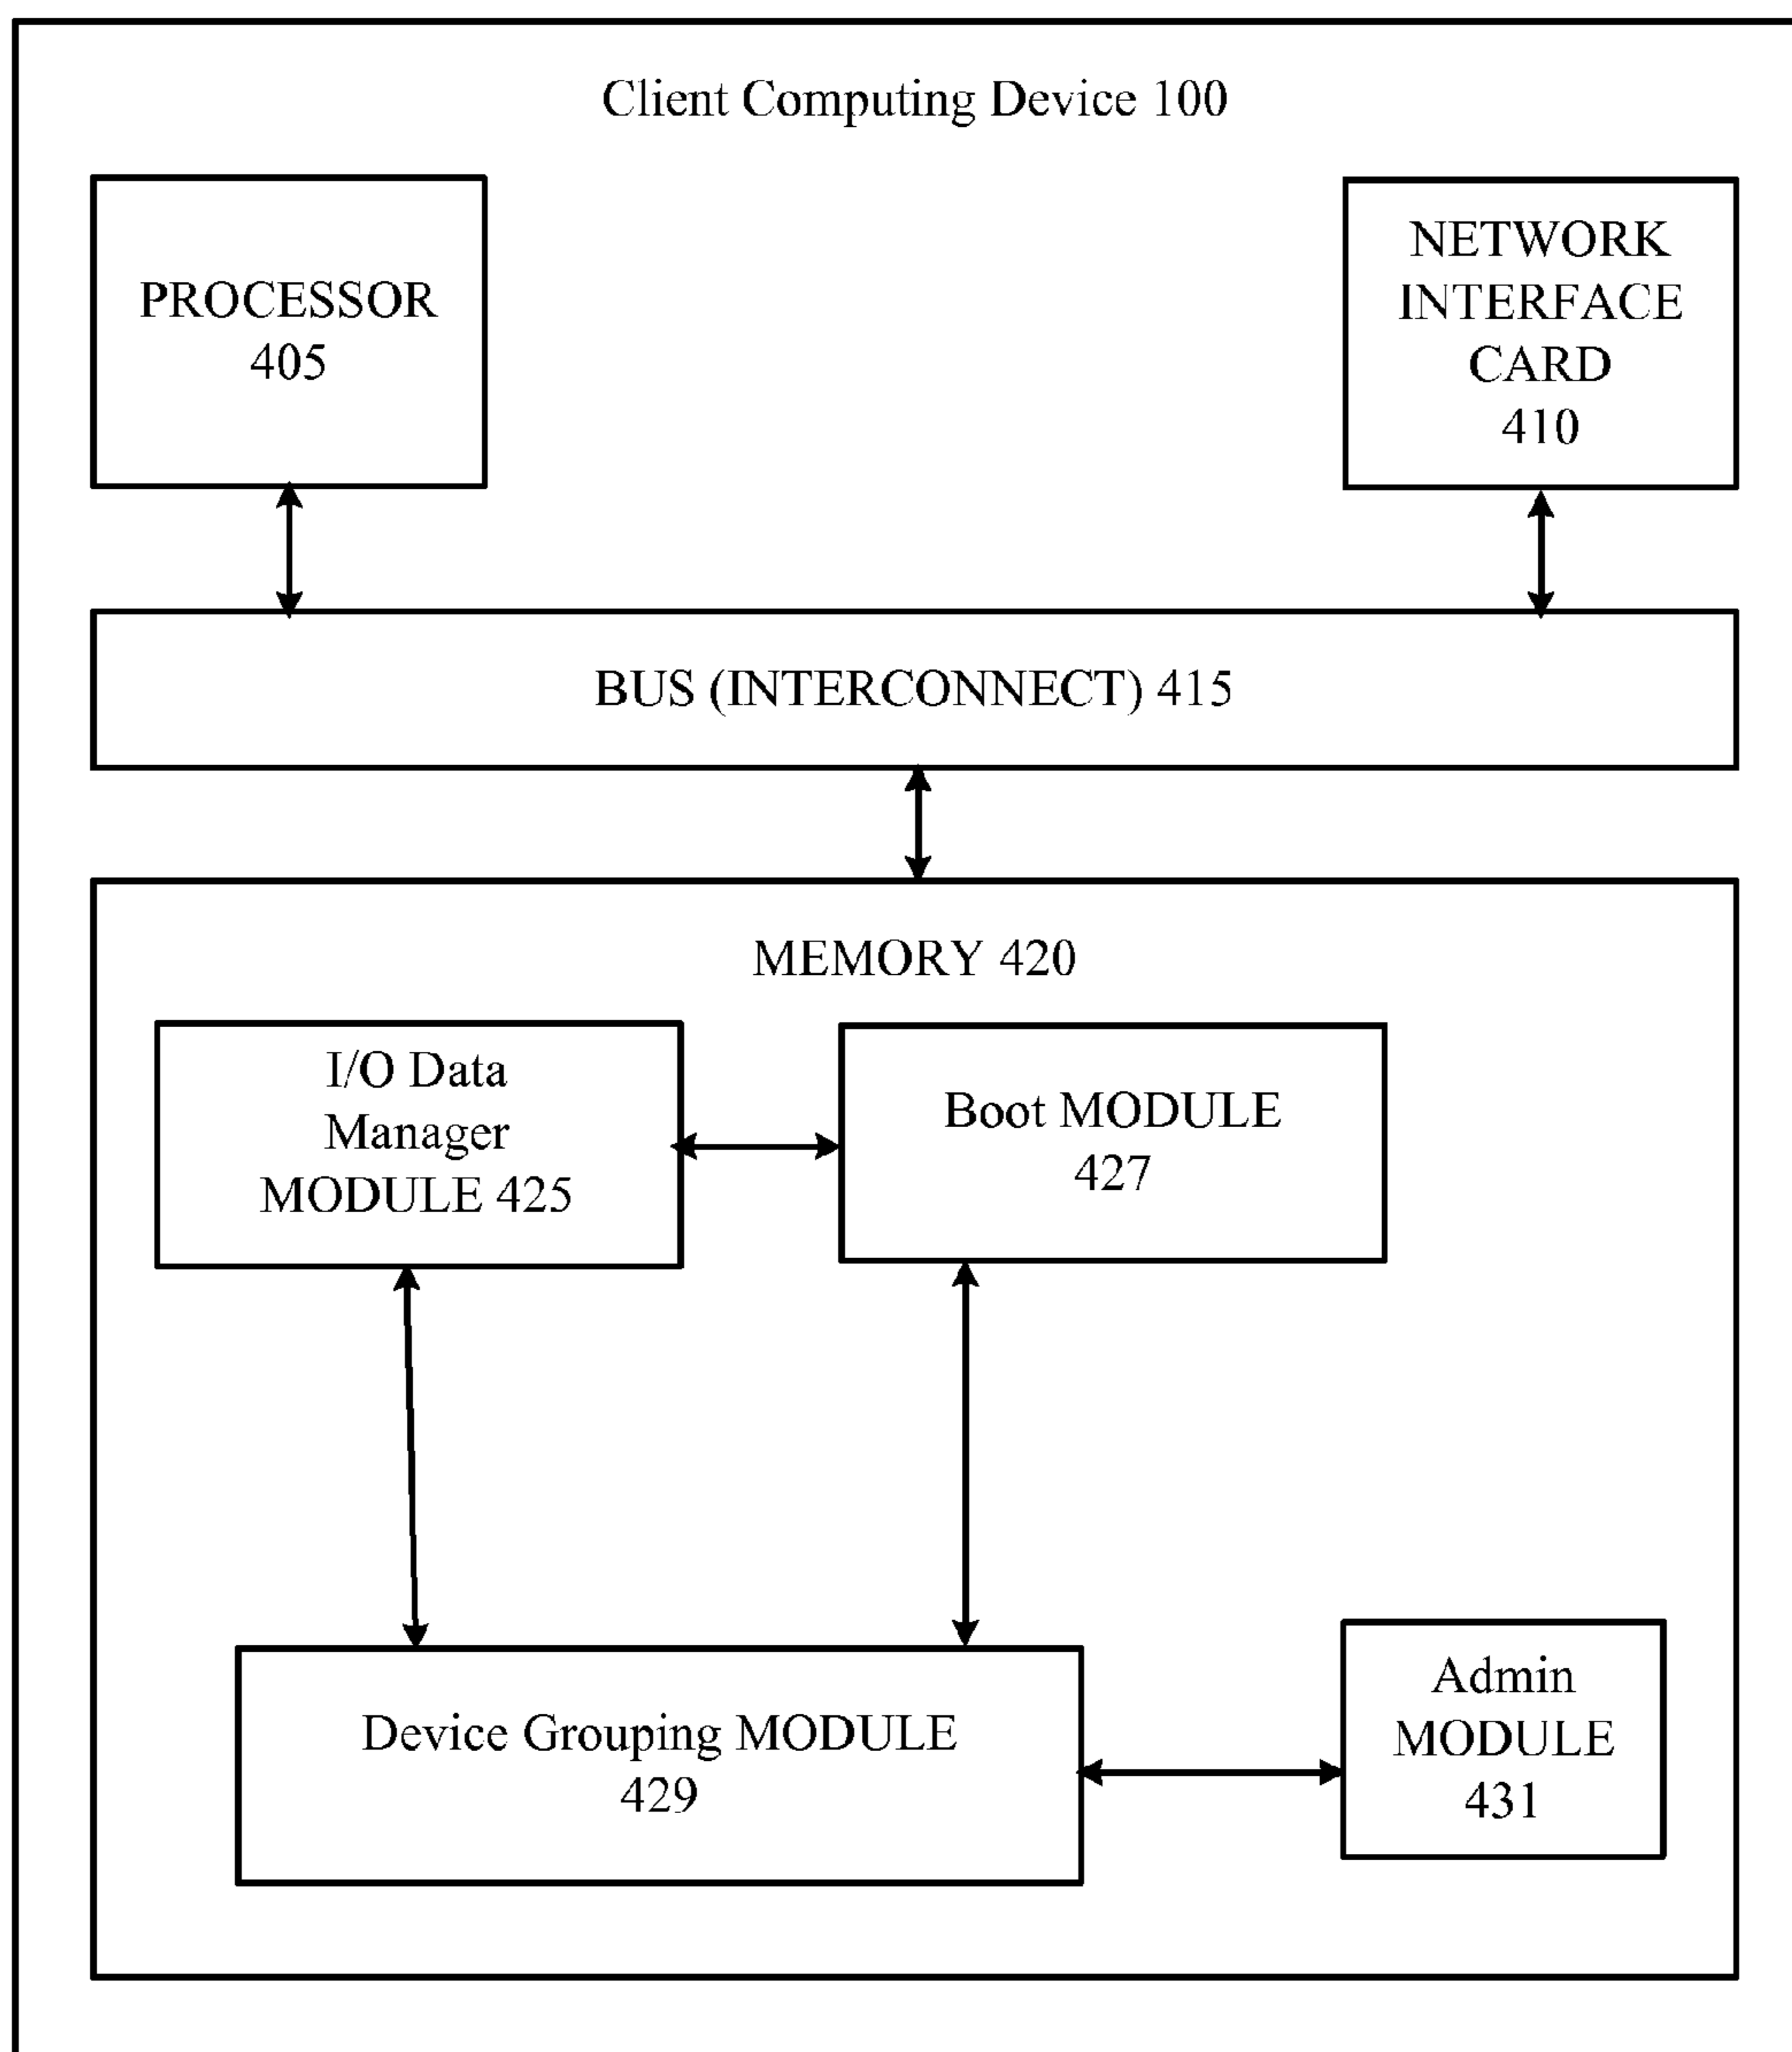 Client Computing Device 100
PROCESSOR
405
NETWORK
INTERFACE
CARD
410
BUS (INTERCONNECT) 415
MEMORY 420
I/O Data
Manager
MODULE 425
Boot MODULE
427
Device Grouping MODULE
429
Admin
MODULE
431